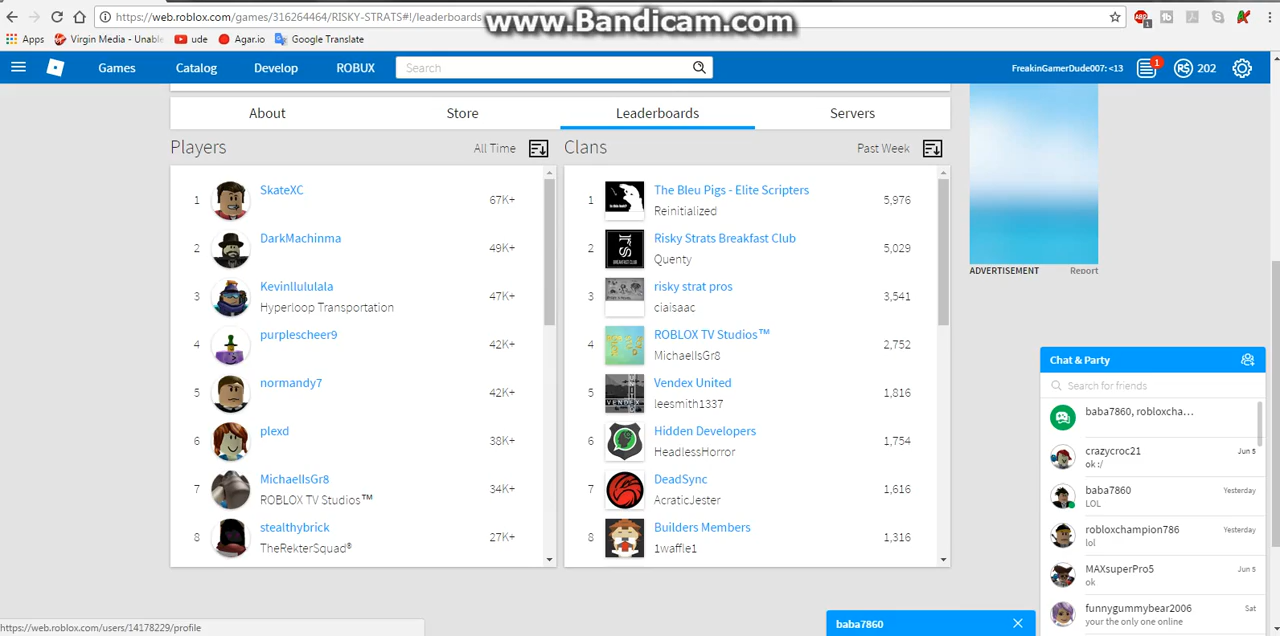 https://web.roblox.com/games/316264464/RISKY-STRATS#!/leaderboards
www.Bandicam.com
Apps
Virgin Media - Unable
ude
Agar.io
Google Translate
Games
Catalog
Develop
ROBUX
Search
FreakinGamerDude007: <13
1
R$ 202
About
Store
Leaderboards
Servers
Players
All Time
1
SkateXC
67K+
2
DarkMachinma
49K+
3
Kevinllululala
Hyperloop Transportation
47K+
4
purplescheer9
42K+
5
normandy7
42K+
6
plexd
38K+
7
MichaelIsGr8
ROBLOX TV Studios™
34K+
8
stealthybrick
TheRekterSquad®
27K+
Clans
Past Week
1
The Bleu Pigs - Elite Scripters
Reinitialized
5,976
2
Risky Strats Breakfast Club
Quenty
5,029
3
risky strat pros
ciaisaac
3,541
4
ROBLOX TV Studios™
MichaelIsGr8
2,752
5
Vendex United
leesmith1337
1,816
6
Hidden Developers
HeadlessHorror
1,754
7
DeadSync
AcraticJester
1,616
8
Builders Members
1waffle1
1,316
ADVERTISEMENT
Report
Chat & Party
Search for friends
baba7860, robloxcha...
crazycroc21
Jun 5
ok :/
baba7860
Yesterday
LOL
robloxchampion786
Yesterday
lol
MAXsuperPro5
Jun 5
ok
funnygummybear2006
Sat
your the only one online
baba7860
https://web.roblox.com/users/14178229/profile